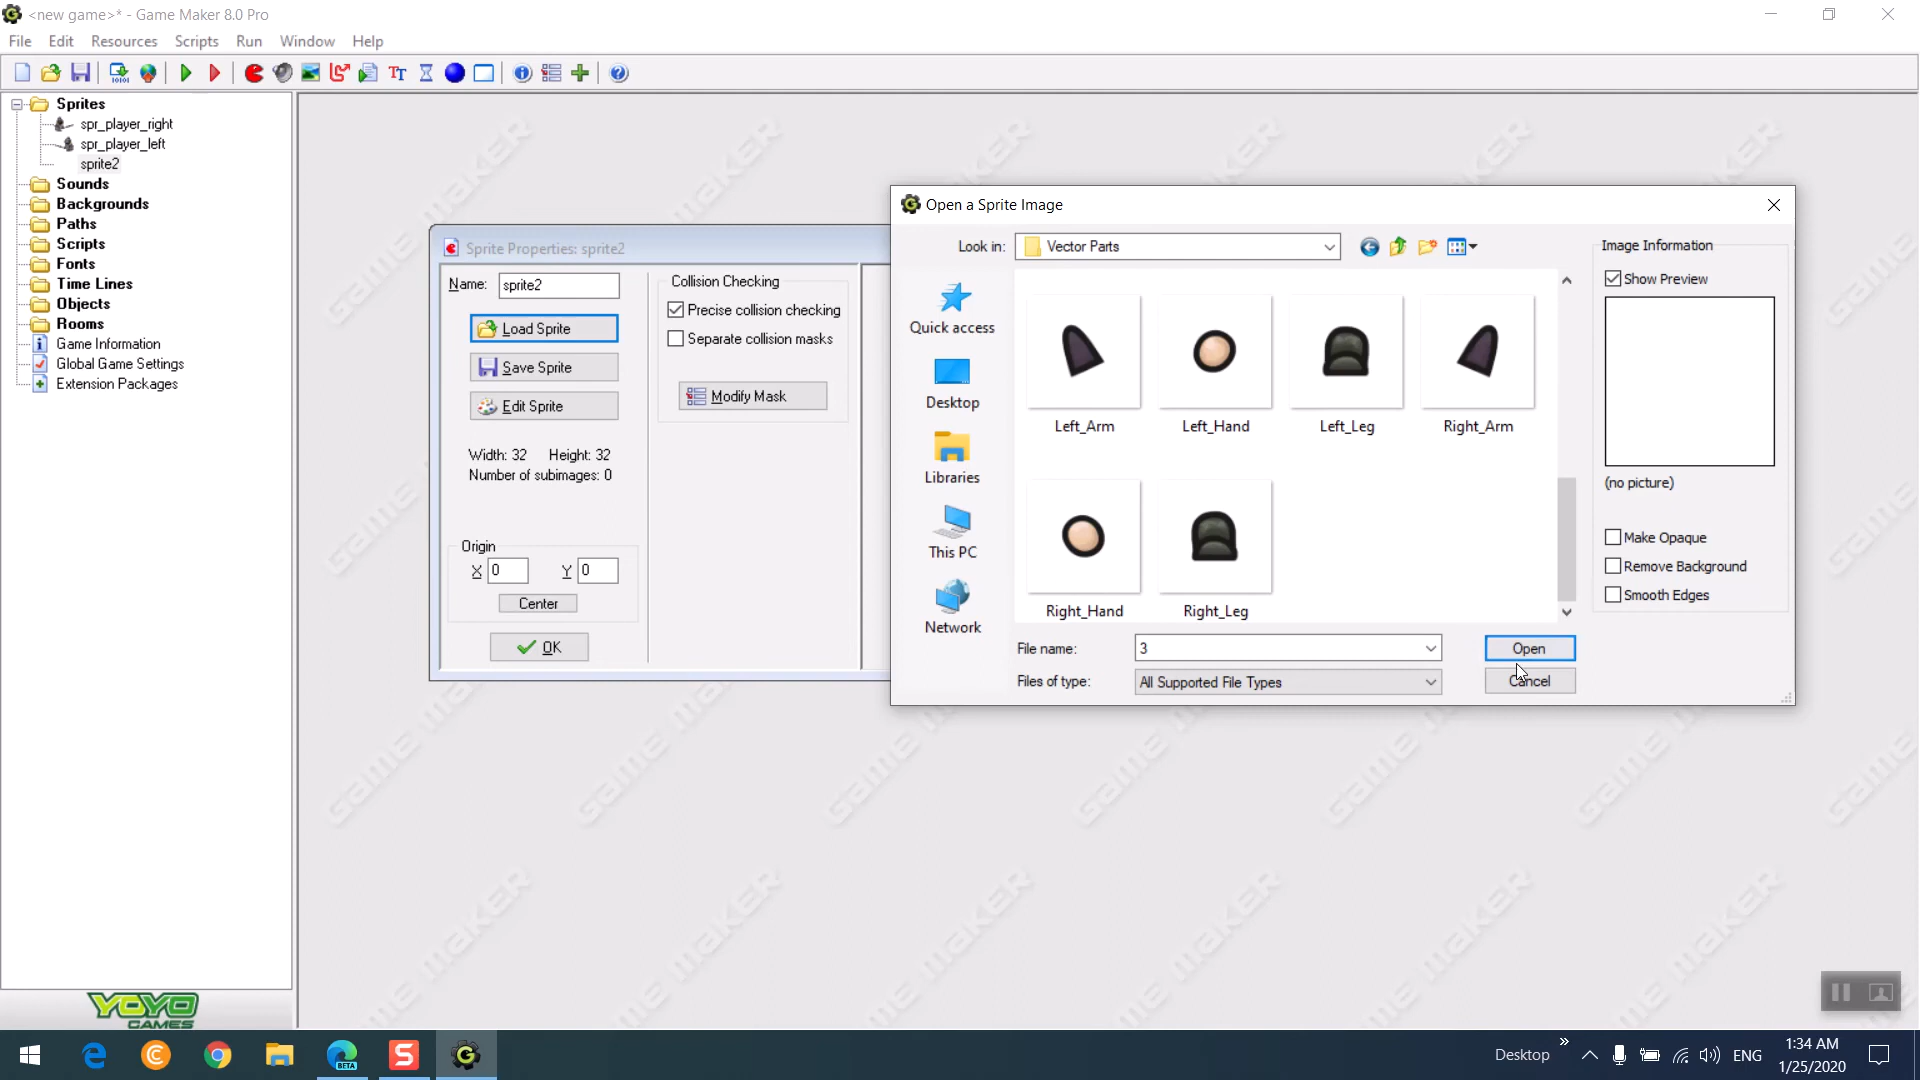 <new game>* - Game Maker 8.0 Pro
File Edit Resources Scripts Run Window Help
Sprites
spr_player_right
spr_player_left
sprite2
Sounds
Backgrounds
Paths
Scripts
Fonts
Time Lines
Objects
Rooms
Game Information
Global Game Settings
Extension Packages
YOYO
GAMES
GAME MAKER
Sprite Properties: sprite2
Name: sprite2
Load Sprite
Save Sprite
Edit Sprite
Width: 32 Height: 32
Number of subimages: 0
Origin
X 0 Y 0
Center
OK
Collision Checking
Precise collision checking
Separate collision masks
Modify Mask
Open a Sprite Image
Look in: Vector Parts
Quick access
Desktop
Libraries
This PC
Network
Left_Arm Left_Hand Left_Leg Right_Arm
Right_Hand Right_Leg
File name: 3 Open
Files of type: All Supported File Types Cancel
Image Information
Show Preview
(no picture)
Make Opaque
Remove Background
Smooth Edges
BETA
Desktop
ENG
1:34 AM
1/25/2020